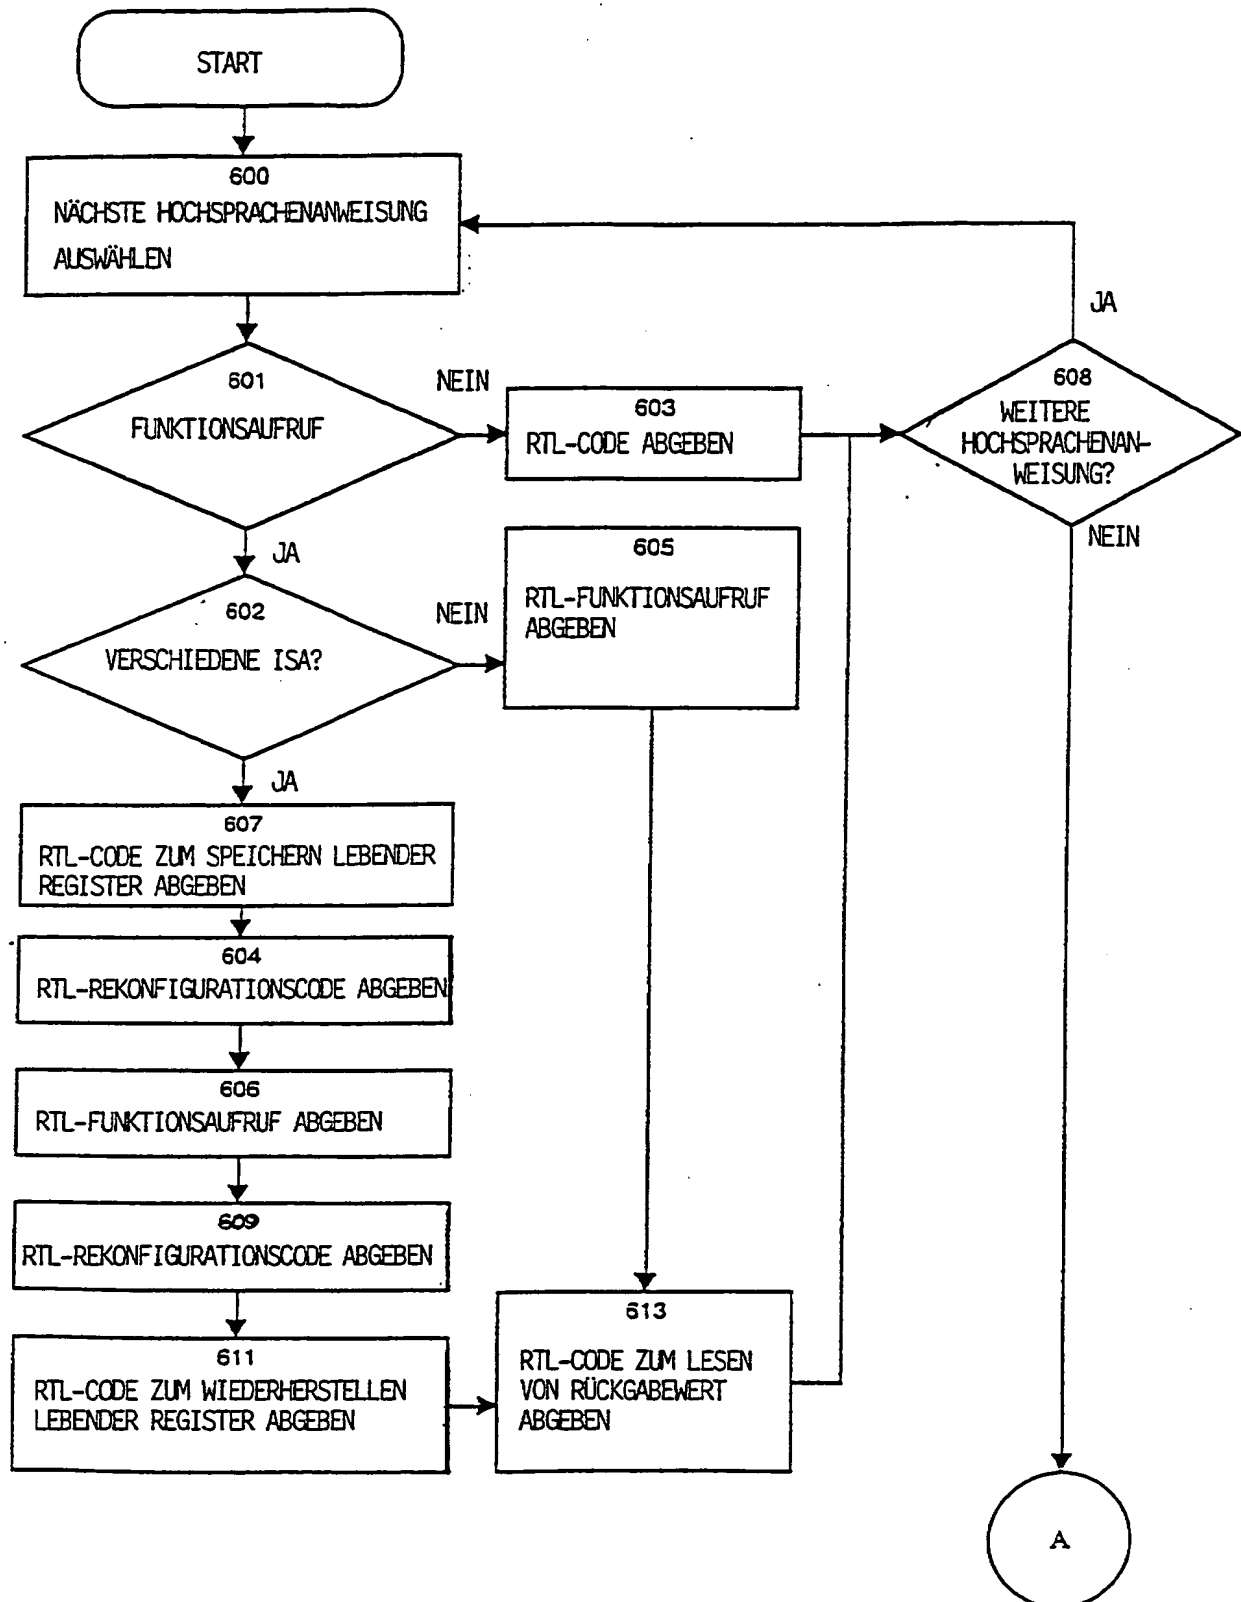 START
600
NÄCHSTE HOCHSPRACHENANWEISUNG
AUSWÄHLEN
JA
601
FUNKTIONSAUFRUF
NEIN
603
RTL-CODE ABGEBEN
608
WEITERE
HOCHSPRACHENAN-
WEISUNG?
NEIN
JA
602
VERSCHIEDENE ISA?
NEIN
605
RTL-FUNKTIONSAUFRUF
ABGEBEN
JA
607
RTL-CODE ZUM SPEICHERN LEBENDER
REGISTER ABGEBEN
604
RTL-REKONFIGURATIONSCODE ABGEBEN
606
RTL-FUNKTIONSAUFRUF ABGEBEN
609
RTL-REKONFIGURATIONSCODE ABGEBEN
611
RTL-CODE ZUM WIEDERHERSTELLEN
LEBENDER REGISTER ABGEBEN
613
RTL-CODE ZUM LESEN
VON RÜCKGABEWERT
ABGEBEN
A